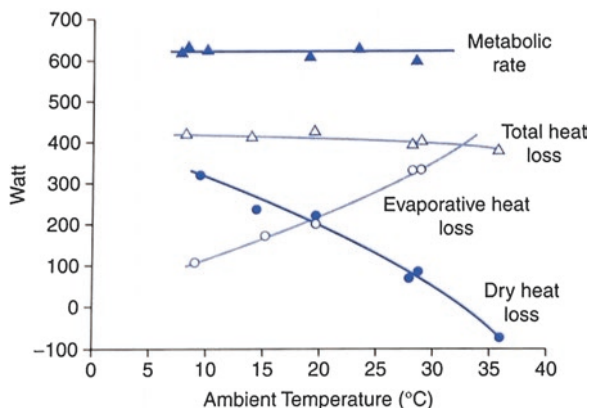 700
Metabolic
rate
600
500
Total heat
loss
400
300
Evaporative heat
loss
200
100
Dry heat
loss
0
−100
Watt
0 5 10 15 20 25 30 35 40
Ambient Temperature (°C)